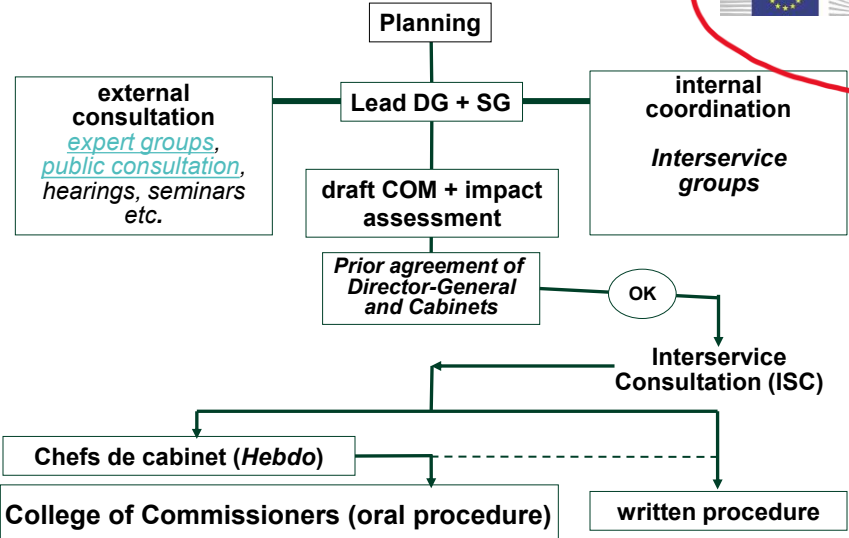 Planning
external
consultation
expert groups,
public consultation,
hearings, seminars
etc.
Lead DG + SG
internal
coordination
Interservice
groups
draft COM + impact
assessment
Prior agreement of
Director-General
and Cabinets
OK
Interservice
Consultation (ISC)
Chefs de cabinet (Hebdo)
College of Commissioners (oral procedure)
written procedure